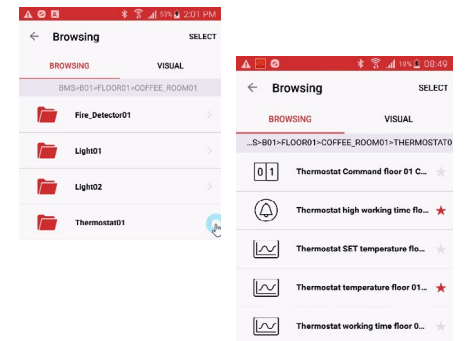 53% 2:01 PM
Browsing SELECT
BROWSING VISUAL
BMS>B01>FLOOR01>COFFEE_ROOM01
Fire_Detector01
Light01
Light02
Thermostat01
18% 08:49
Browsing SELECT
BROWSING VISUAL
...S>B01>FLOOR01>COFFEE_ROOM01>THERMOSTAT0
0 1 Thermostat Command floor 01 C...
Thermostat high working time flo...
Thermostat SET temperature flo...
Thermostat temperature floor 01...
Thermostat working time floor 0...